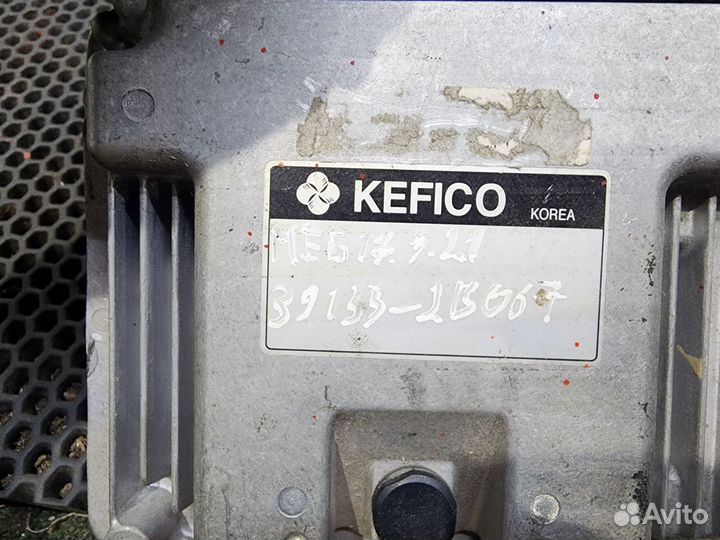 KEFICO KOREA
MEG17.9.21
39133-2B067
Avito